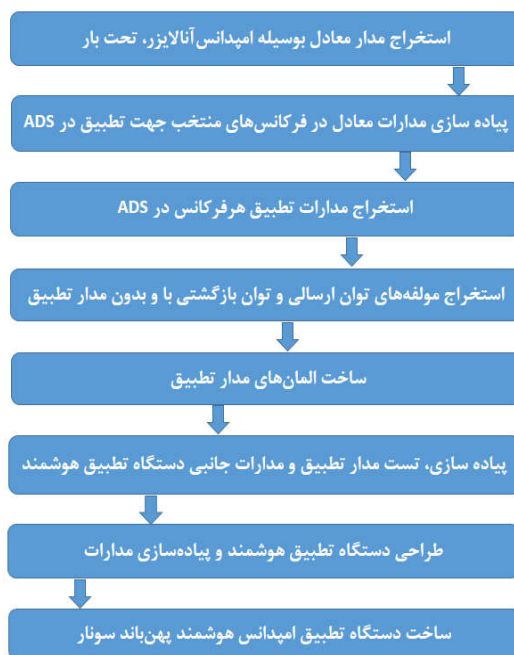 استخراج مدار معادل بوسیله امپدانس آنالایزر، تحت بار
پیاده سازی مدارات معادل در فرکانس‌های منتخب جهت تطبیق در ADS
استخراج مدارات تطبیق هرفرکانس در ADS
استخراج مولفه‌های توان ارسالی و توان بازگشتی با و بدون مدار تطبیق
ساخت المان‌های مدار تطبیق
پیاده سازی، تست مدار تطبیق و مدارات جانبی دستگاه تطبیق هوشمند
طراحی دستگاه تطبیق هوشمند و پیاده‌سازی مدارات
ساخت دستگاه تطبیق امپدانس هوشمند پهن‌باند سونار